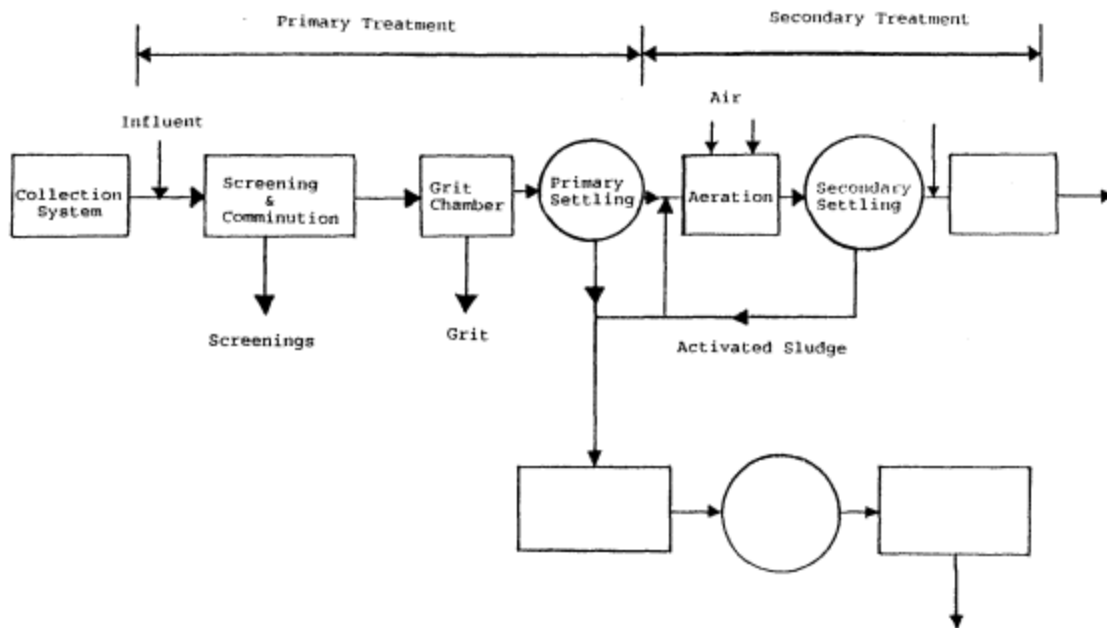 Primary Treatment
Secondary Treatment
Air
Influent
Collection
System
Screening
&
Comminution
Grit
Chamber
Primary
Settling
Aeration
Secondary
Settling
Screenings
Grit
Activated Sludge